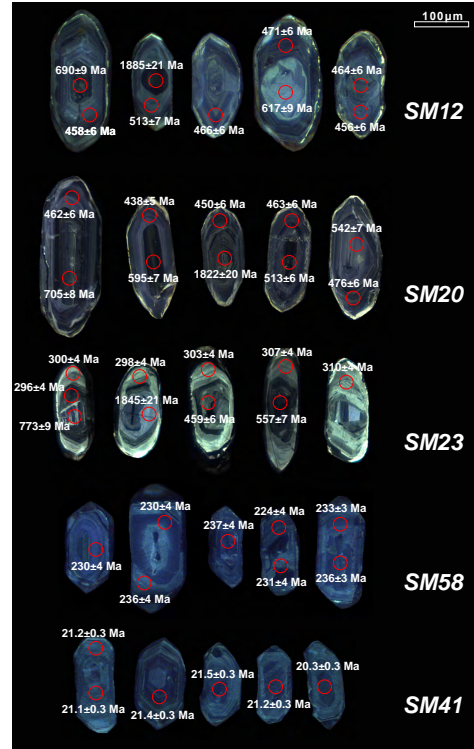 100μm
471±6 Ma
690±9 Ma
1885±21 Ma
464±6 Ma
617±9 Ma
SM12
458±6 Ma
513±7 Ma
466±6 Ma
456±6 Ma
462±6 Ma
438±5 Ma
450±6 Ma
463±6 Ma
542±7 Ma
705±8 Ma
595±7 Ma
1822±20 Ma
513±6 Ma
476±6 Ma
SM20
300±4 Ma
298±4 Ma
303±4 Ma
307±4 Ma
310±4 Ma
296±4 Ma
1845±21 Ma
459±6 Ma
557±7 Ma
773±9 Ma
SM23
230±4 Ma
237±4 Ma
224±4 Ma
233±3 Ma
230±4 Ma
236±4 Ma
231±4 Ma
236±3 Ma
SM58
21.2±0.3 Ma
21.5±0.3 Ma
20.3±0.3 Ma
21.1±0.3 Ma
21.4±0.3 Ma
21.2±0.3 Ma
SM41